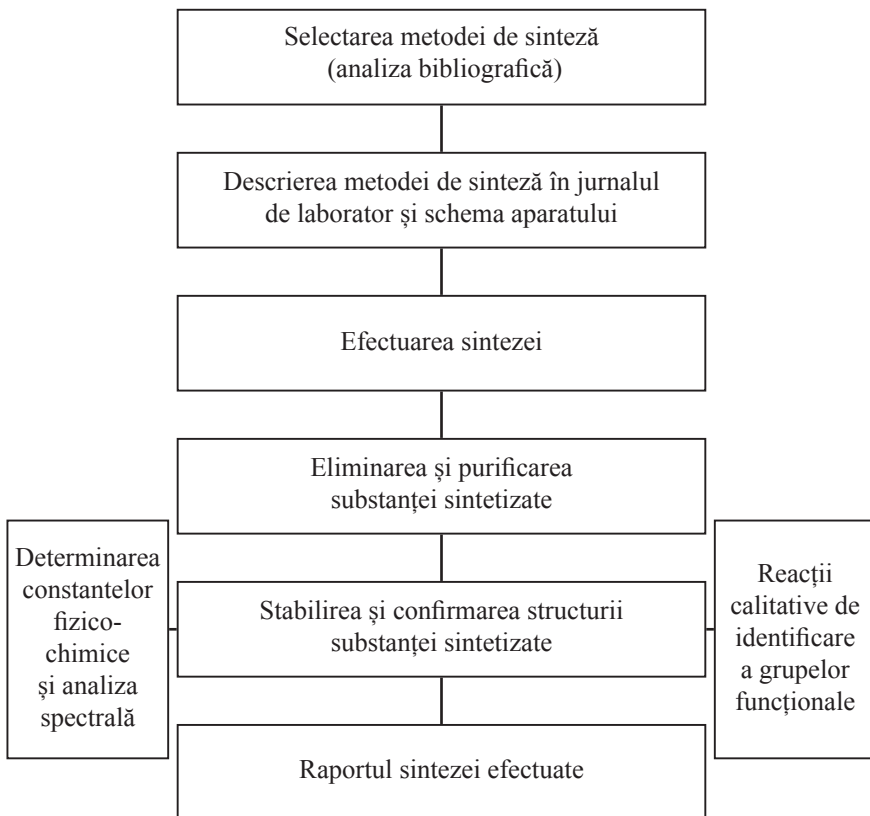 Selectarea metodei de sinteză
(analiza bibliografică)
Descrierea metodei de sinteză în jurnalul
de laborator și schema aparatului
Efectuarea sintezei
Eliminarea și purificarea
substanței sintetizate
Determinarea
constantelor
fizico-
chimice
și analiza
spectrală
Stabilirea și confirmarea structurii
substanței sintetizate
Reacții
calitative de
identificare
a grupelor
funcționale
Raportul sintezei efectuate